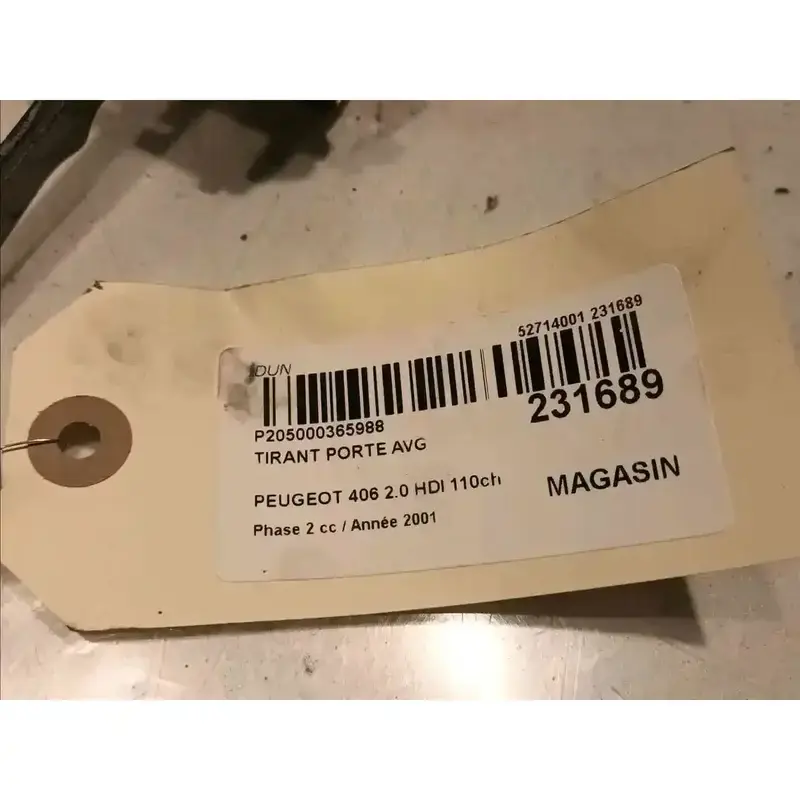 52714001 231689
DUN
231689
P205000365988
TIRANT PORTE AVG
PEUGEOT 406 2.0 HDI 110ch
MAGASIN
Phase 2 cc / Année 2001